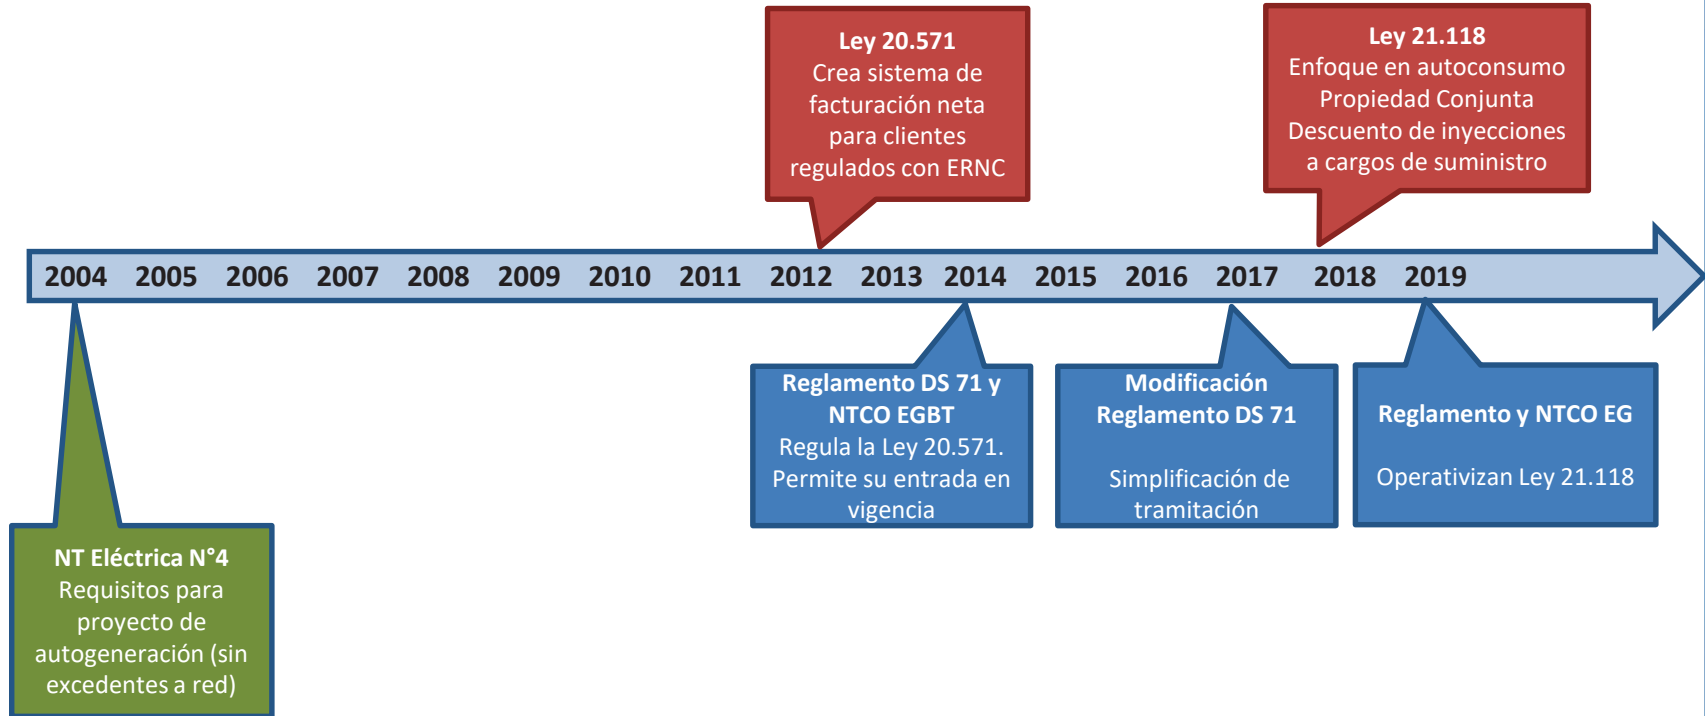 Ley 20.571
Crea sistema de
facturación neta
para clientes
regulados con ERNC
Ley 21.118
Enfoque en autoconsumo
Propiedad Conjunta
Descuento de inyecciones
a cargos de suministro
2004 2005 2006 2007 2008 2009 2010 2011 2012 2013 2014 2015 2016 2017 2018 2019
Reglamento DS 71 y
NTCO EGBT
Regula la Ley 20.571.
Permite su entrada en
vigencia
Modificación
Reglamento DS 71
Simplificación de
tramitación
Reglamento y NTCO EG
Operativizan Ley 21.118
NT Eléctrica N°4
Requisitos para
proyecto de
autogeneración (sin
excedentes a red)